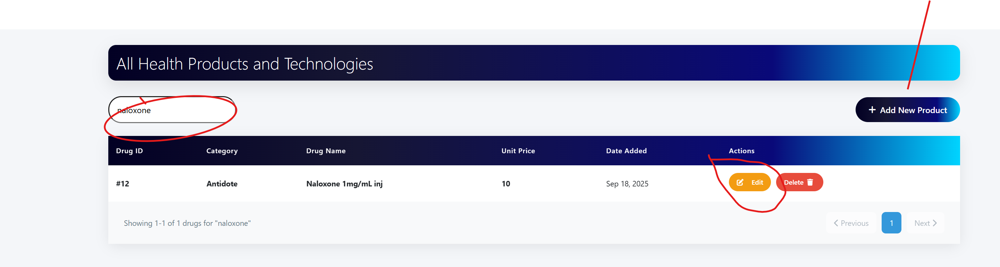 All Health Products and Technologies
naloxone
Add New Product
Drug ID Category Drug Name Unit Price Date Added Actions
#12 Antidote Naloxone 1mg/mL inj 10 Sep 18, 2025 Edit Delete
Showing 1-1 of 1 drugs for "naloxone" Previous 1 Next